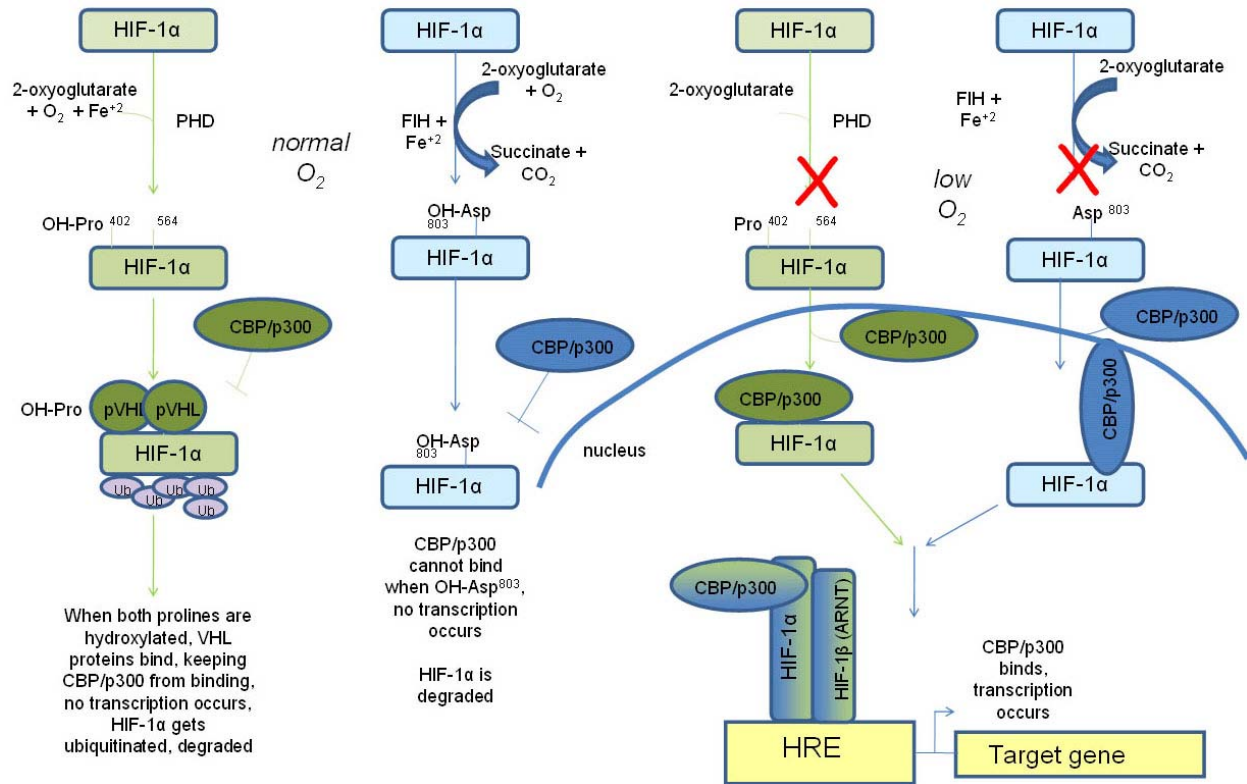 HIF-1α
2-oxyoglutarate
+ O₂ + Fe⁺²
PHD
normal
O₂
OH-Pro 402 564
HIF-1α
CBP/p300
OH-Pro
pVHL pVHL
HIF-1α
Ub Ub Ub Ub Ub
When both prolines are
hydroxylated, VHL
proteins bind, keeping
CBP/p300 from binding,
no transcription occurs,
HIF-1α gets
ubiquitinated, degraded
HIF-1α
2-oxyoglutarate
+ O₂
FIH +
Fe⁺²
Succinate +
CO₂
OH-Asp
803
HIF-1α
CBP/p300
OH-Asp
803
HIF-1α
CBP/p300
cannot bind
when OH-Asp⁸⁰³,
no transcription
occurs
HIF-1α is
degraded
HIF-1α
2-oxyoglutarate
PHD
low
O₂
Pro 402 564
HIF-1α
CBP/p300
CBP/p300
HIF-1α
nucleus
HIF-1α
2-oxyoglutarate
FIH +
Fe⁺²
Succinate +
CO₂
Asp 803
HIF-1α
CBP/p300
CBP/p300
HIF-1α
CBP/p300
HIF-1α
HIF-1β (ARNT)
CBP/p300
binds,
transcription
occurs
HRE
Target gene